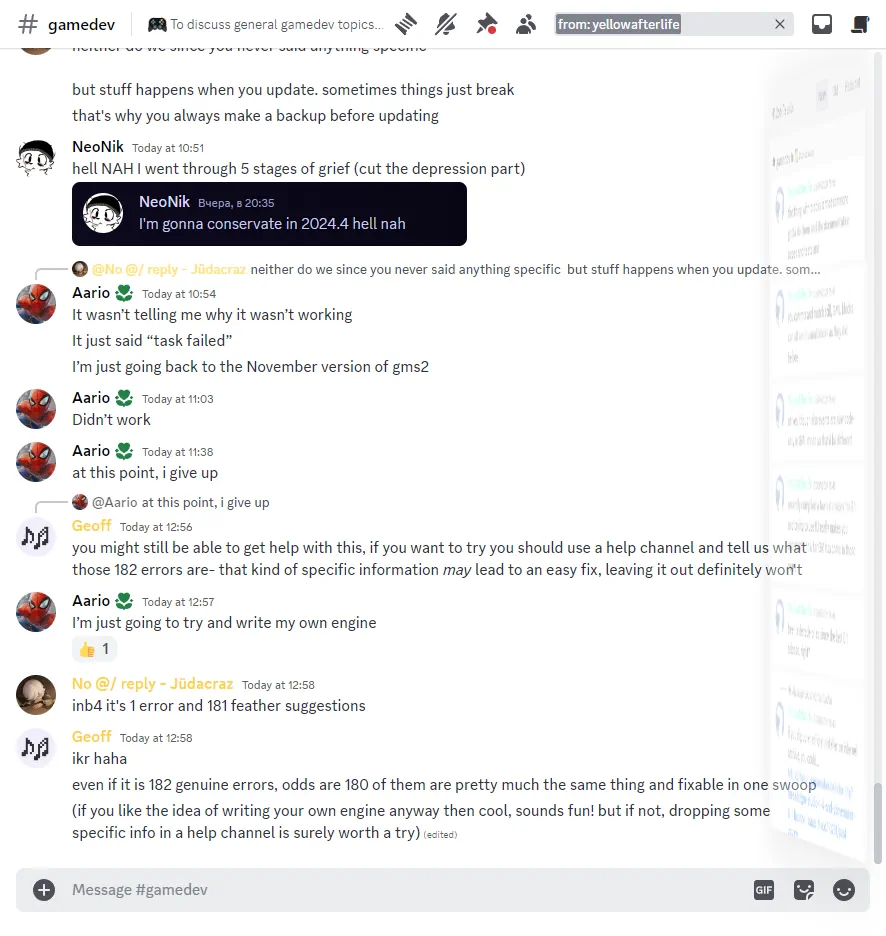 gamedev
To discuss general gamedev topics...
from: yellowafterlife
neither do we since you never said anything specific
but stuff happens when you update. sometimes things just break
that's why you always make a backup before updating
NeoNik Today at 10:51
hell NAH I went through 5 stages of grief (cut the depression part)
NeoNik Вчера, в 20:35
I'm gonna conservate in 2024.4 hell nah
@No @/ reply - Jūdacraz neither do we since you never said anything specific but stuff happens when you update. som...
Aario Today at 10:54
It wasn’t telling me why it wasn’t working
It just said “task failed”
I’m just going back to the November version of gms2
Aario Today at 11:03
Didn’t work
Aario Today at 11:38
at this point, i give up
@Aario at this point, i give up
Geoff Today at 12:56
you might still be able to get help with this, if you want to try you should use a help channel and tell us what
those 182 errors are- that kind of specific information may lead to an easy fix, leaving it out definitely won't
Aario Today at 12:57
I’m just going to try and write my own engine
1
No @/ reply - Jūdacraz Today at 12:58
inb4 it's 1 error and 181 feather suggestions
Geoff Today at 12:58
ikr haha
even if it is 182 genuine errors, odds are 180 of them are pretty much the same thing and fixable in one swoop
(if you like the idea of writing your own engine anyway then cool, sounds fun! but if not, dropping some
specific info in a help channel is surely worth a try) (edited)
Message #gamedev
GIF